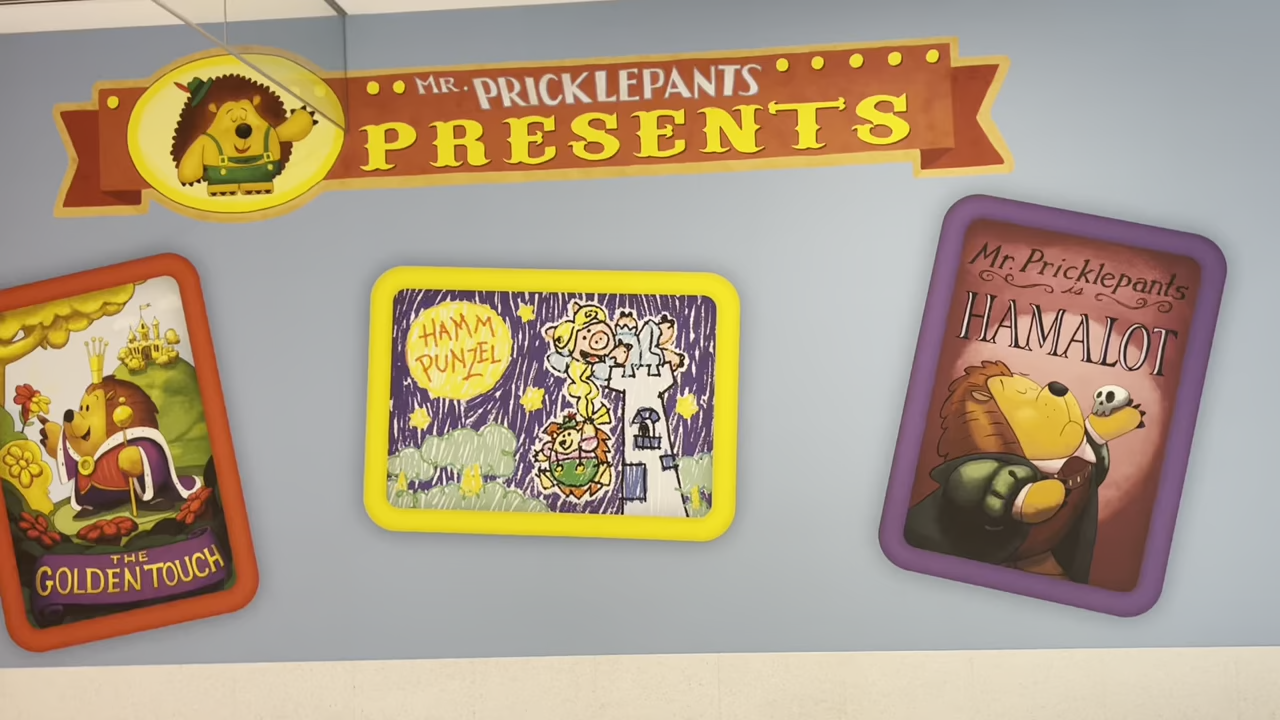 MR. PRICKLEPANTS
PRESENTS
THE
GOLDEN TOUCH
HAMM
PUNZEL
Mr. Pricklepants
is
HAMALOT